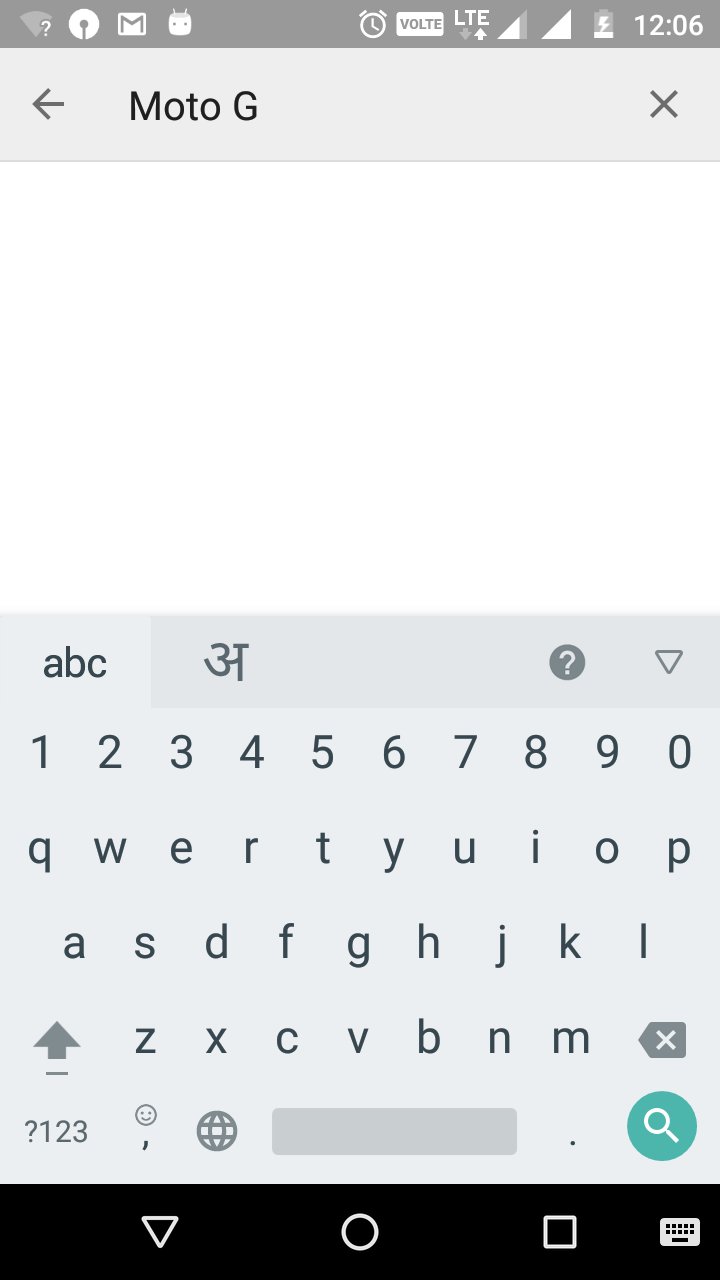 ? VOLTE LTE 12:06
Moto G
abc अ ?
1 2 3 4 5 6 7 8 9 0
q w e r t y u i o p
a s d f g h j k l
z x c v b n m
?123 , .